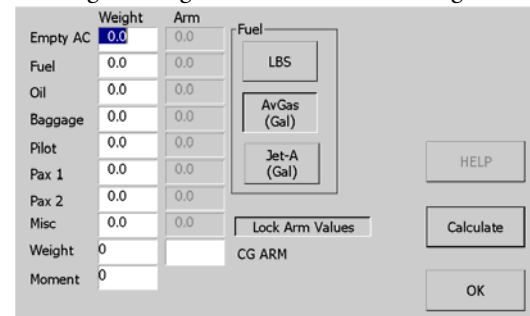 Weight Arm
Empty AC 0.0 0.0
Fuel 0.0 0.0
Oil 0.0 0.0
Baggage 0.0 0.0
Pilot 0.0 0.0
Pax 1 0.0 0.0
Pax 2 0.0 0.0
Misc 0.0 0.0
Weight 0
Moment 0
Fuel
LBS
AvGas
(Gal)
Jet-A
(Gal)
Lock Arm Values
CG ARM
HELP
Calculate
OK